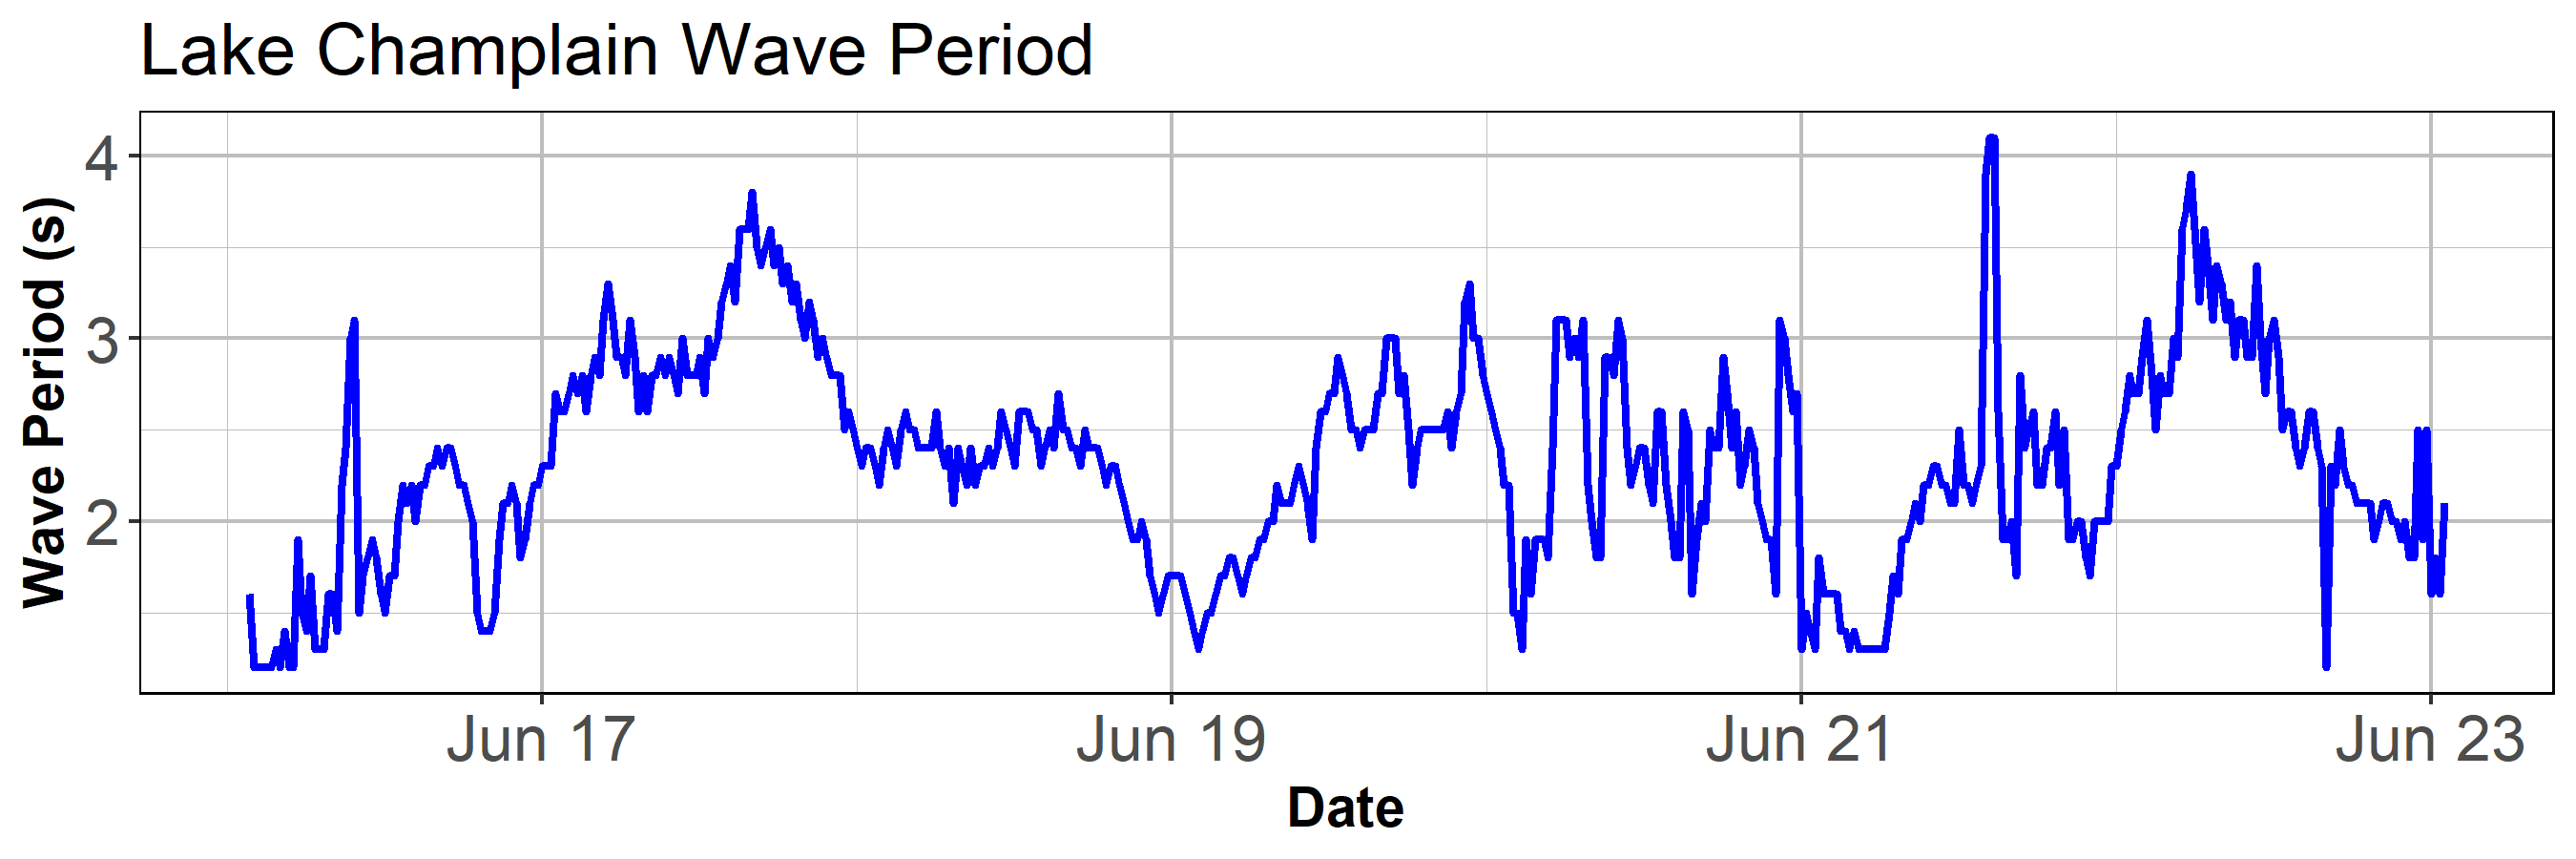 Lake Champlain Wave Period
Wave Period (s)
4
3
2
Jun 17
Jun 19
Jun 21
Jun 23
Date